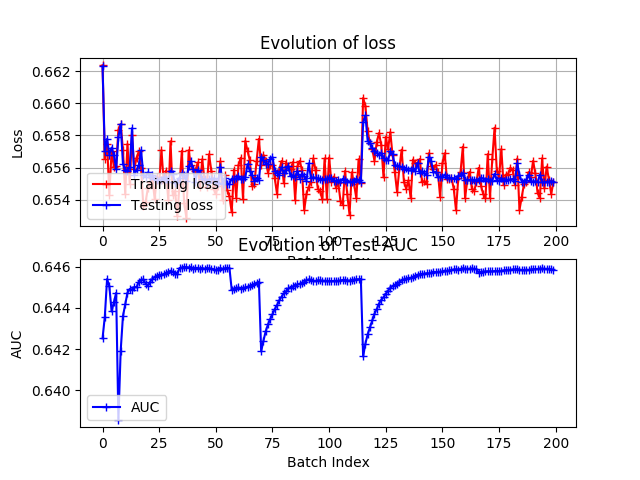 Evolution of loss
0.662
0.660
0.658
0.656
0.654
Loss
Training loss
Testing loss
0 25 50 75 100 125 150 175 200
Batch Index
Evolution of Test AUC
0.646
0.644
0.642
0.640
AUC
AUC
0 25 50 75 100 125 150 175 200
Batch Index